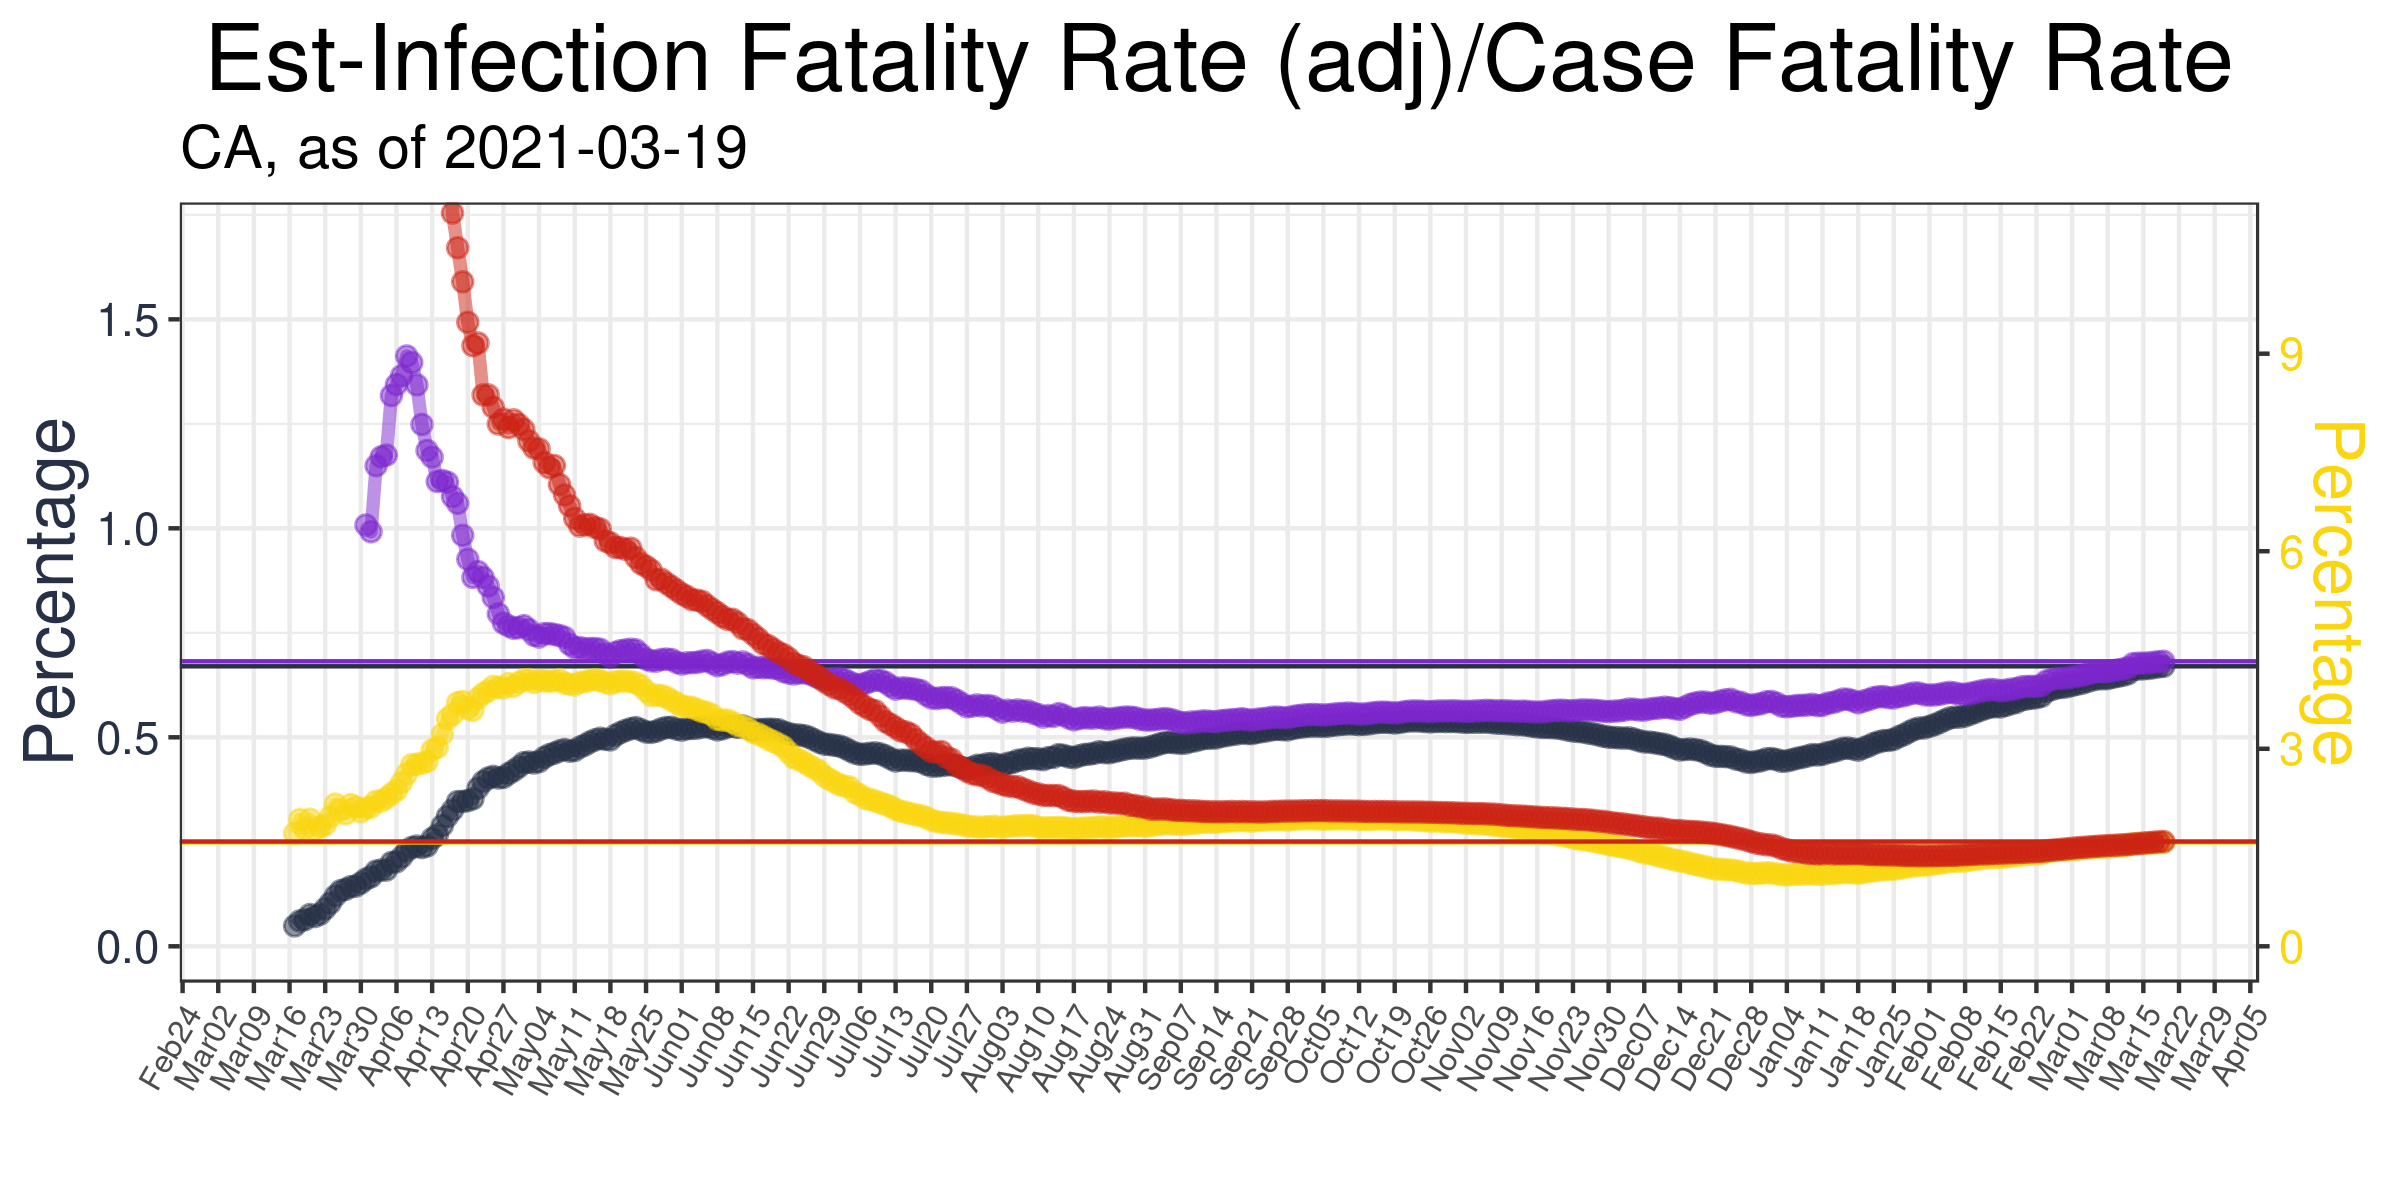 Est-Infection Fatality Rate (adj)/Case Fatality Rate
CA, as of 2021-03-19
Percentage
1.5
1.0
0.5
0.0
9
6
3
0
Percentage
Feb24
Mar02
Mar09
Mar16
Mar23
Mar30
Apr06
Apr13
Apr20
Apr27
May04
May11
May18
May25
Jun01
Jun08
Jun15
Jun22
Jun29
Jul06
Jul13
Jul20
Jul27
Aug03
Aug10
Aug17
Aug24
Aug31
Sep07
Sep14
Sep21
Sep28
Oct05
Oct12
Oct19
Oct26
Nov02
Nov09
Nov16
Nov23
Nov30
Dec07
Dec14
Dec21
Dec28
Jan04
Jan11
Jan18
Jan25
Feb01
Feb08
Feb15
Feb22
Mar01
Mar08
Mar15
Mar22
Mar29
Apr05